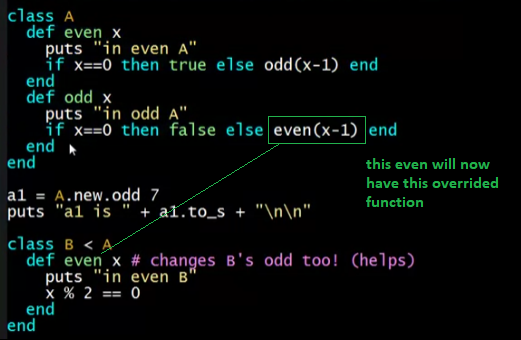 class A
  def even x
    puts "in even A"
    if x==0 then true else odd(x-1) end
  end
  def odd x
    puts "in odd A"
    if x==0 then false else even(x-1) end
  end
end
this even will now
have this overrided
function
a1 = A.new.odd 7
puts "a1 is " + a1.to_s + "\n\n"
class B < A
  def even x # changes B's odd too! (helps)
    puts "in even B"
    x % 2 == 0
  end
end